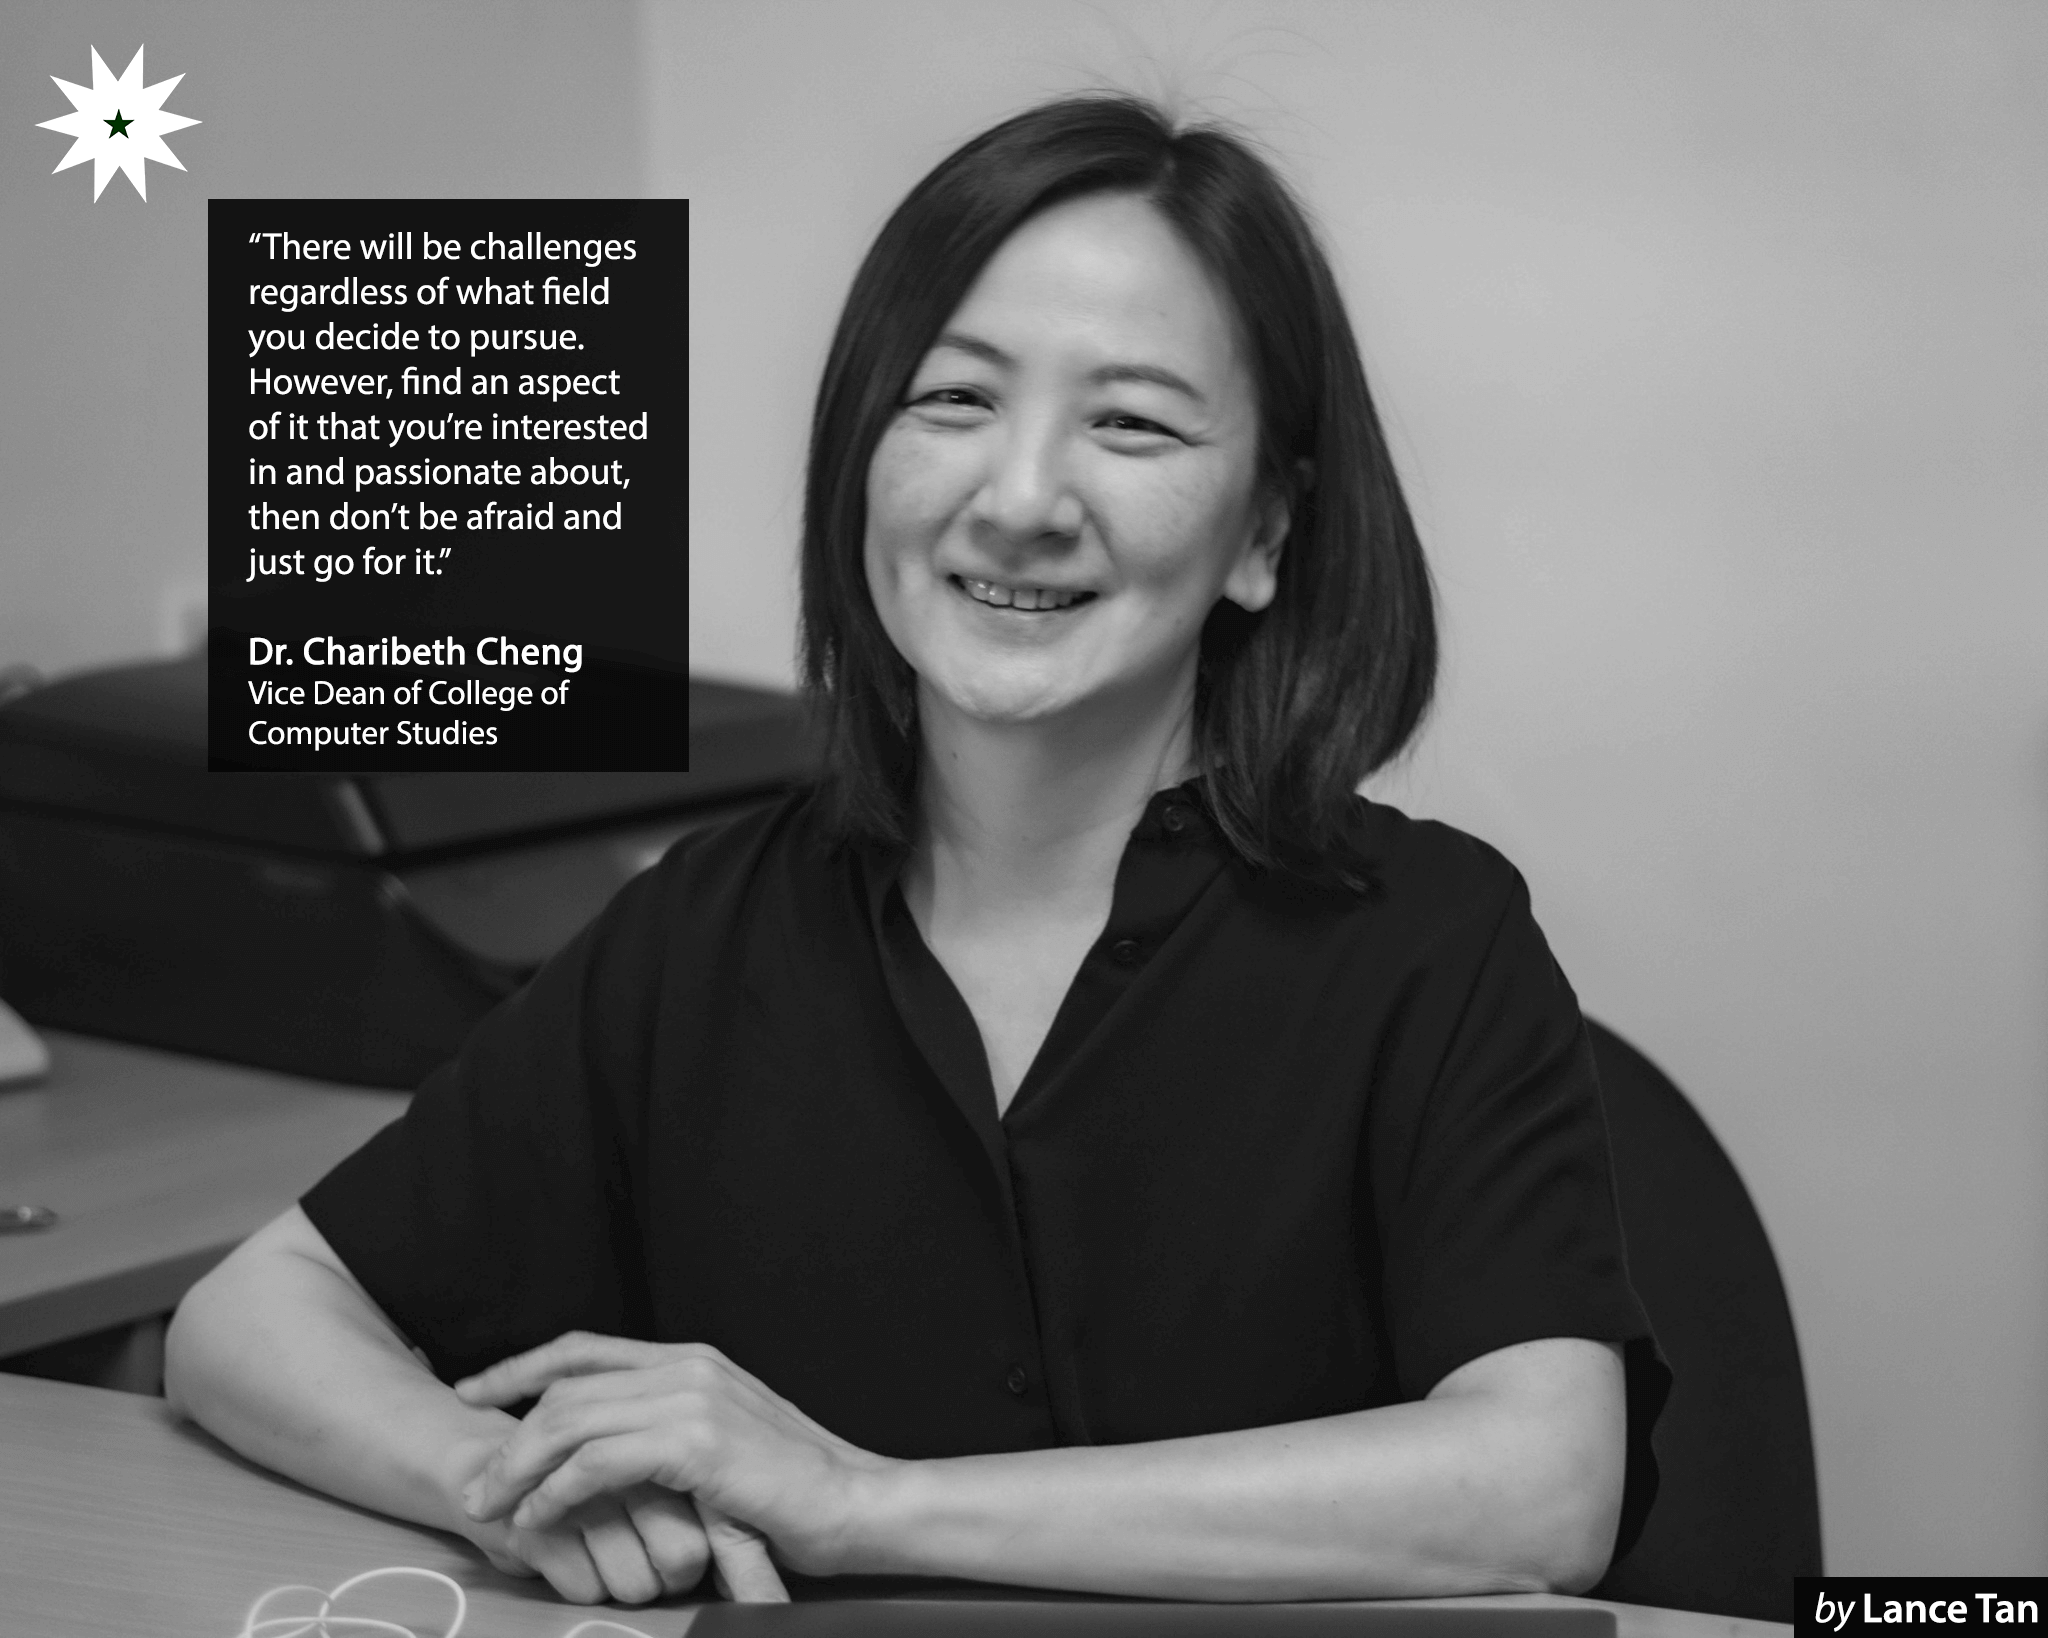 “There will be challenges
regardless of what field
you decide to pursue.
However, find an aspect
of it that you’re interested
in and passionate about,
then don’t be afraid and
just go for it.”
Dr. Charibeth Cheng
Vice Dean of College of
Computer Studies
by Lance Tan